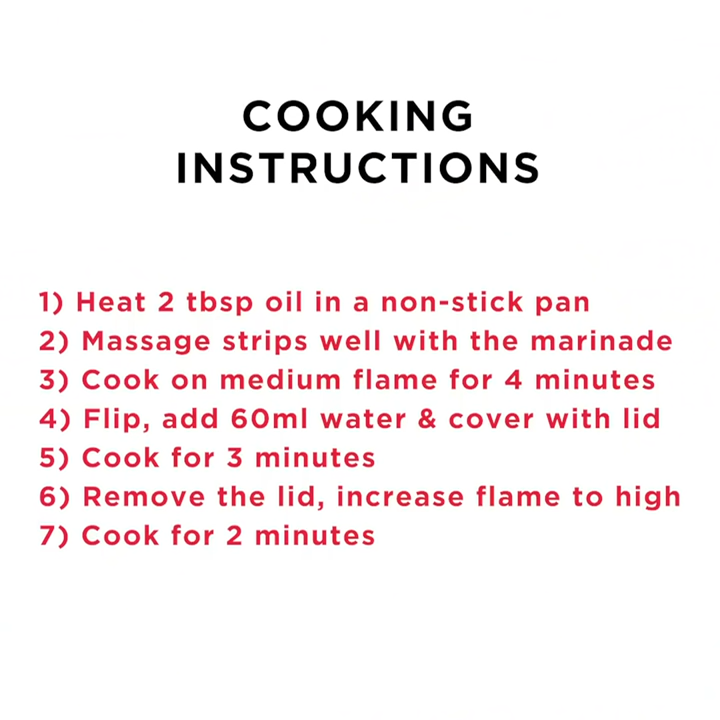 COOKING
INSTRUCTIONS
1) Heat 2 tbsp oil in a non-stick pan
2) Massage strips well with the marinade
3) Cook on medium flame for 4 minutes
4) Flip, add 60ml water & cover with lid
5) Cook for 3 minutes
6) Remove the lid, increase flame to high
7) Cook for 2 minutes